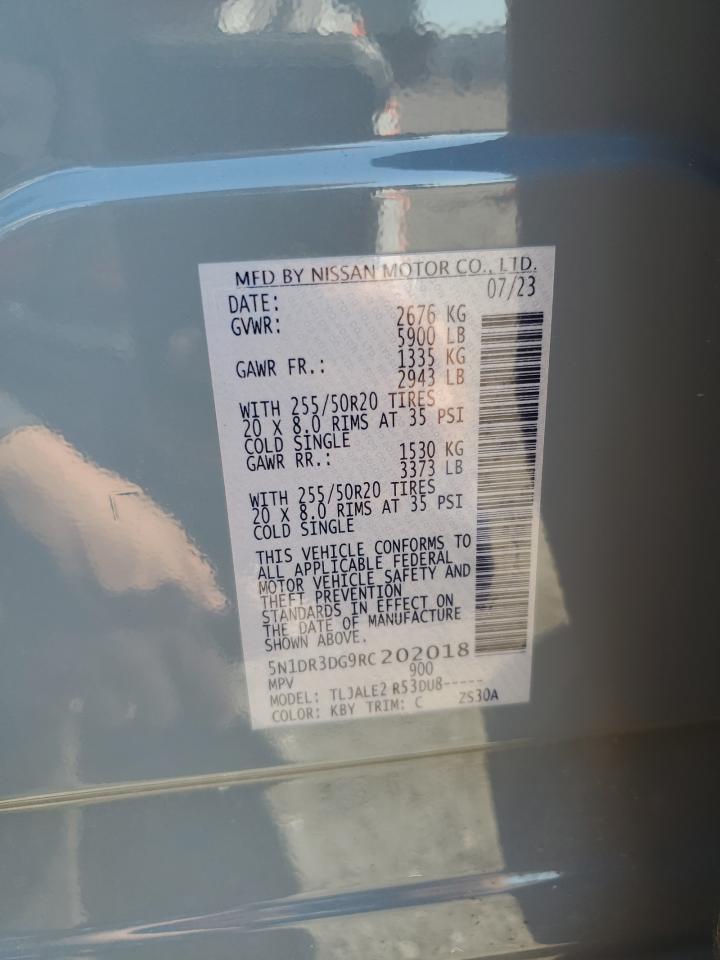 MFD BY NISSAN MOTOR CO., LTD.
DATE: 07/23
GVWR: 2676 KG
5900 LB
GAWR FR.: 1335 KG
2943 LB
WITH 255/50R20 TIRES
20 X 8.0 RIMS AT 35 PSI
COLD SINGLE
GAWR RR.: 1530 KG
3373 LB
WITH 255/50R20 TIRES
20 X 8.0 RIMS AT 35 PSI
COLD SINGLE
THIS VEHICLE CONFORMS TO
ALL APPLICABLE FEDERAL
MOTOR VEHICLE SAFETY AND
THEFT PREVENTION
STANDARDS IN EFFECT ON
THE DATE OF MANUFACTURE
SHOWN ABOVE.
5N1DR3DG9RC202018
MPV 900
MODEL: TLJALE2 R53DU8-----
COLOR: KBY TRIM: C ZS30A